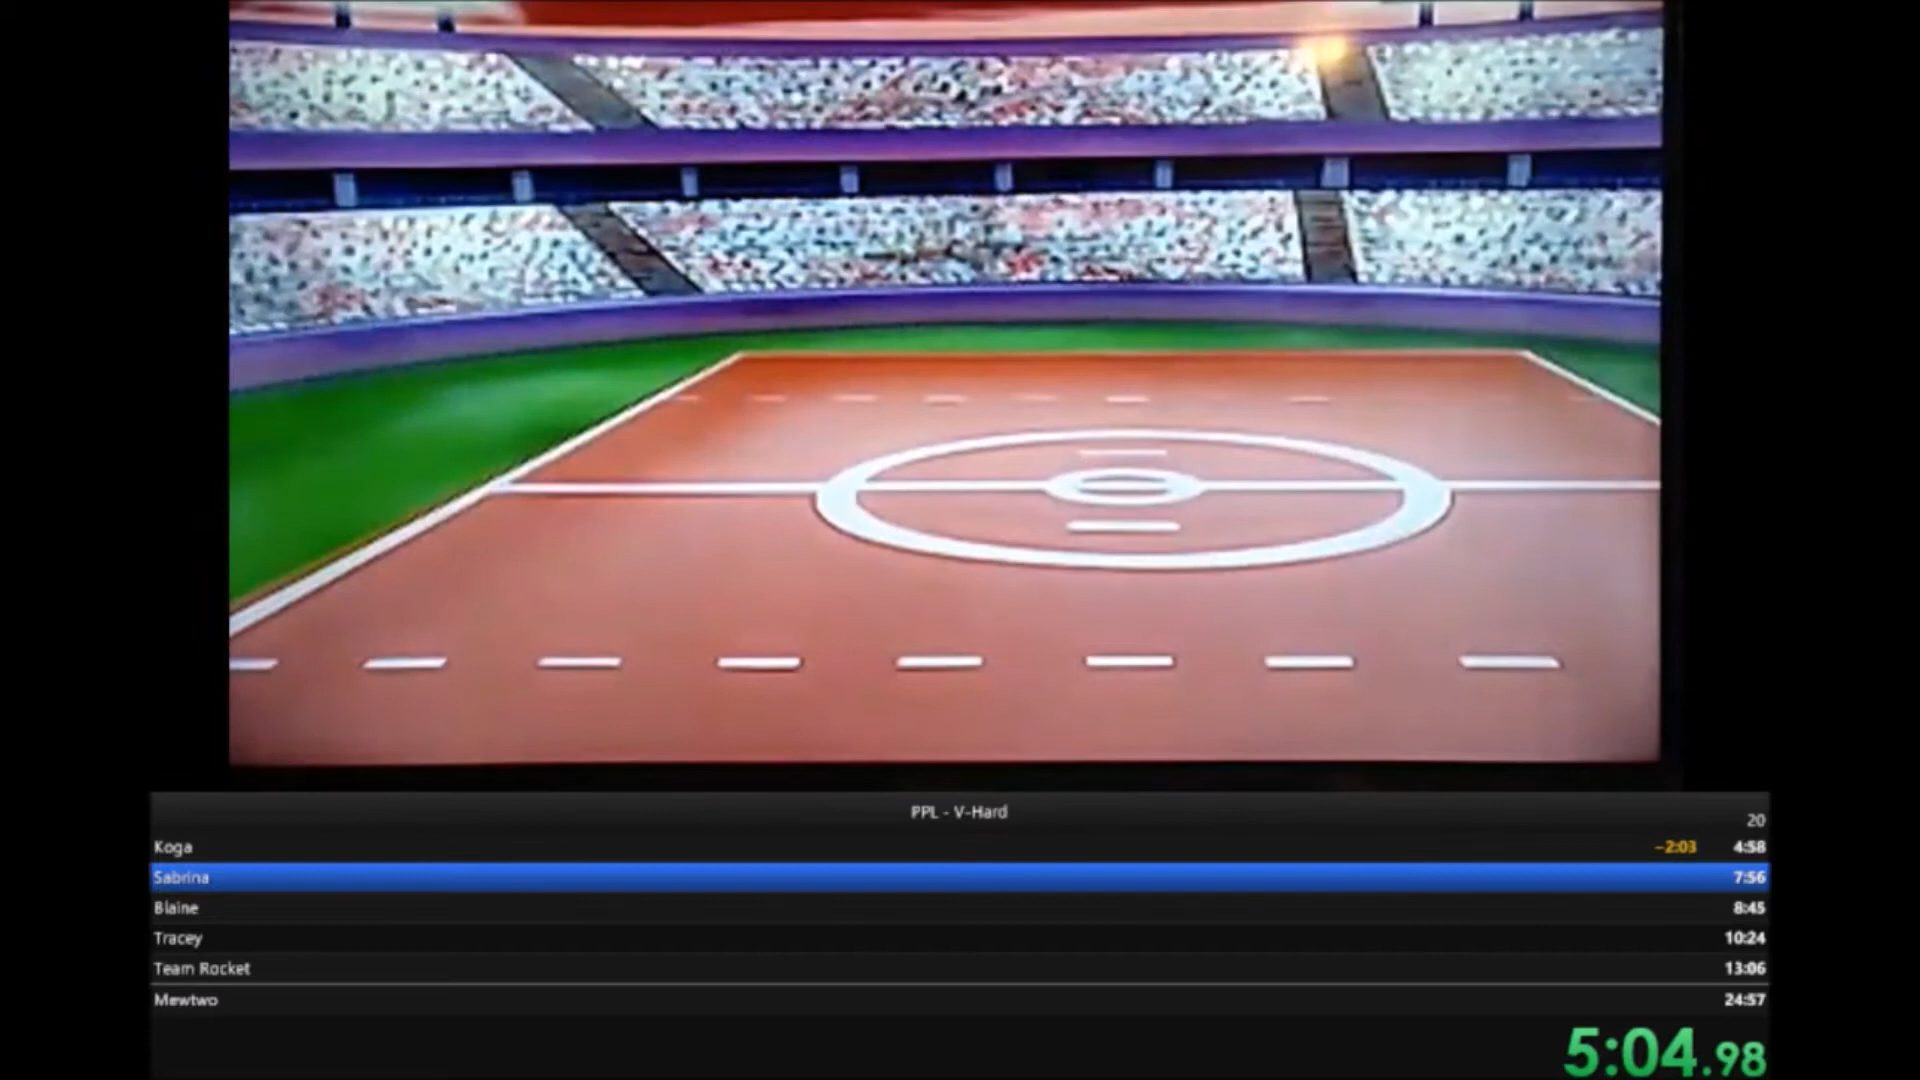 PPL - V-Hard
20
Koga −2:03 4:58
Sabrina 7:56
Blaine 8:45
Tracey 10:24
Team Rocket 13:06
Mewtwo 24:57
5:04.98